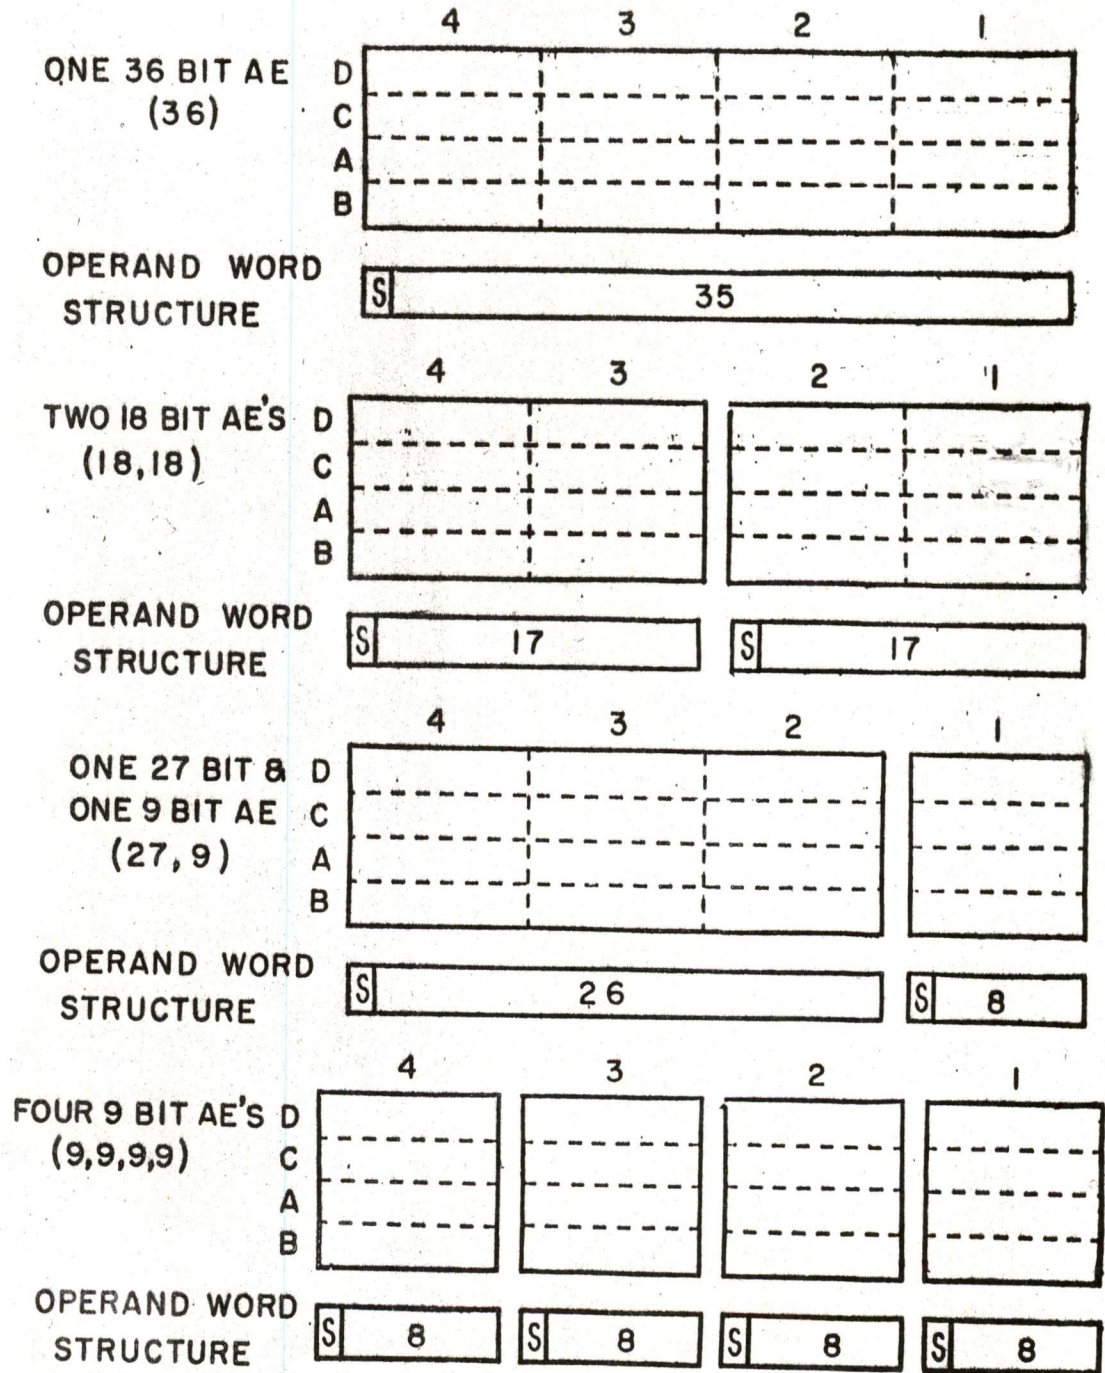 4 3 2 1
ONE 36 BIT AE D
(36) C
A
B
OPERAND WORD
STRUCTURE S 35
4 3 2 1
TWO 18 BIT AE'S D
(18,18) C
A
B
OPERAND WORD
STRUCTURE S 17 S 17
4 3 2 1
ONE 27 BIT & D
ONE 9 BIT AE C
(27,9) A
B
OPERAND WORD
STRUCTURE S 26 S 8
4 3 2 1
FOUR 9 BIT AE'S D
(9,9,9,9) C
A
B
OPERAND WORD
STRUCTURE S 8 S 8 S 8 S 8